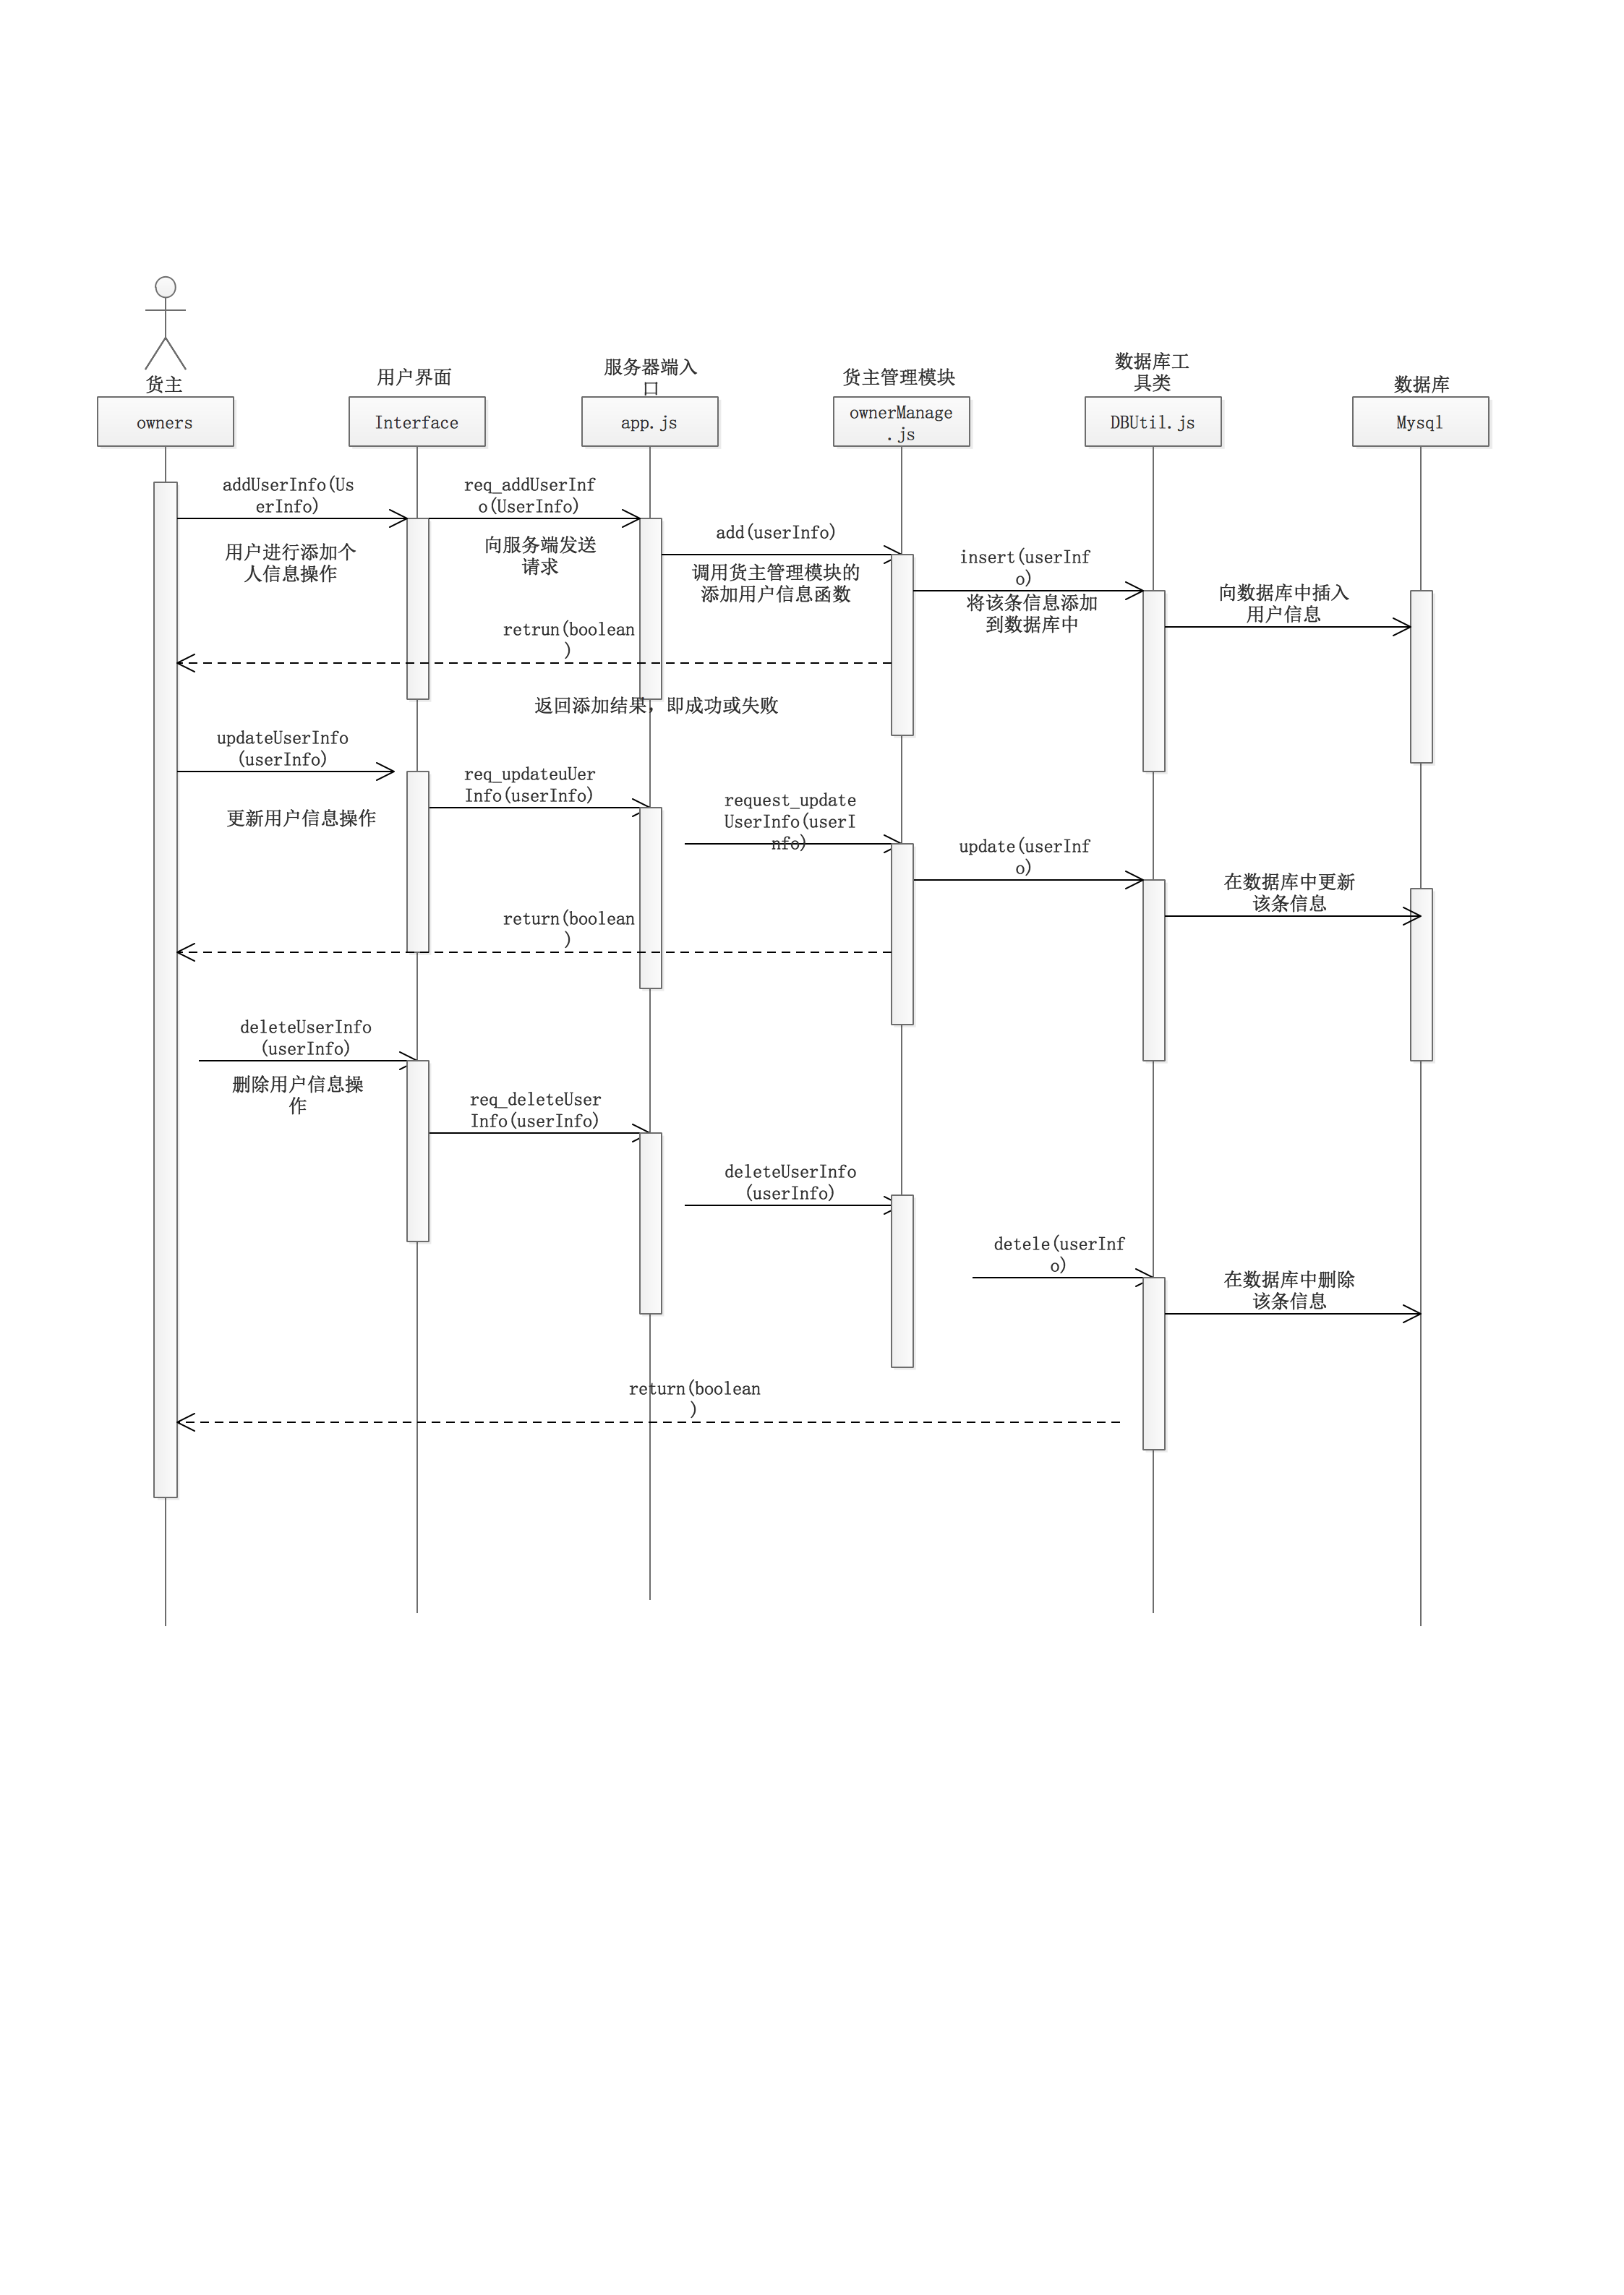 货主
用户界面
服务器端入
口
货主管理模块
数据库工
具类
数据库
owners
Interface
app.js
ownerManage
.js
DBUtil.js
Mysql
addUserInfo(Us
erInfo)
用户进行添加个
人信息操作
req_addUserInf
o(UserInfo)
向服务端发送
请求
add(userInfo)
调用货主管理模块的
添加用户信息函数
insert(userInf
o)
将该条信息添加
到数据库中
向数据库中插入
用户信息
retrun(boolean
)
返回添加结果，即成功或失败
updateUserInfo
(userInfo)
更新用户信息操作
req_updateuUer
Info(userInfo)
request_update
UserInfo(userI
nfo)
update(userInf
o)
在数据库中更新
该条信息
return(boolean
)
deleteUserInfo
(userInfo)
删除用户信息操
作
req_deleteUser
Info(userInfo)
deleteUserInfo
(userInfo)
detele(userInf
o)
在数据库中删除
该条信息
return(boolean
)